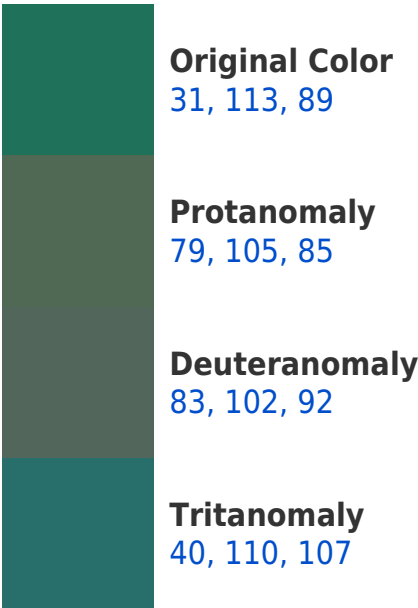 Original Color
31, 113, 89
Protanomaly
79, 105, 85
Deuteranomaly
83, 102, 92
Tritanomaly
40, 110, 107